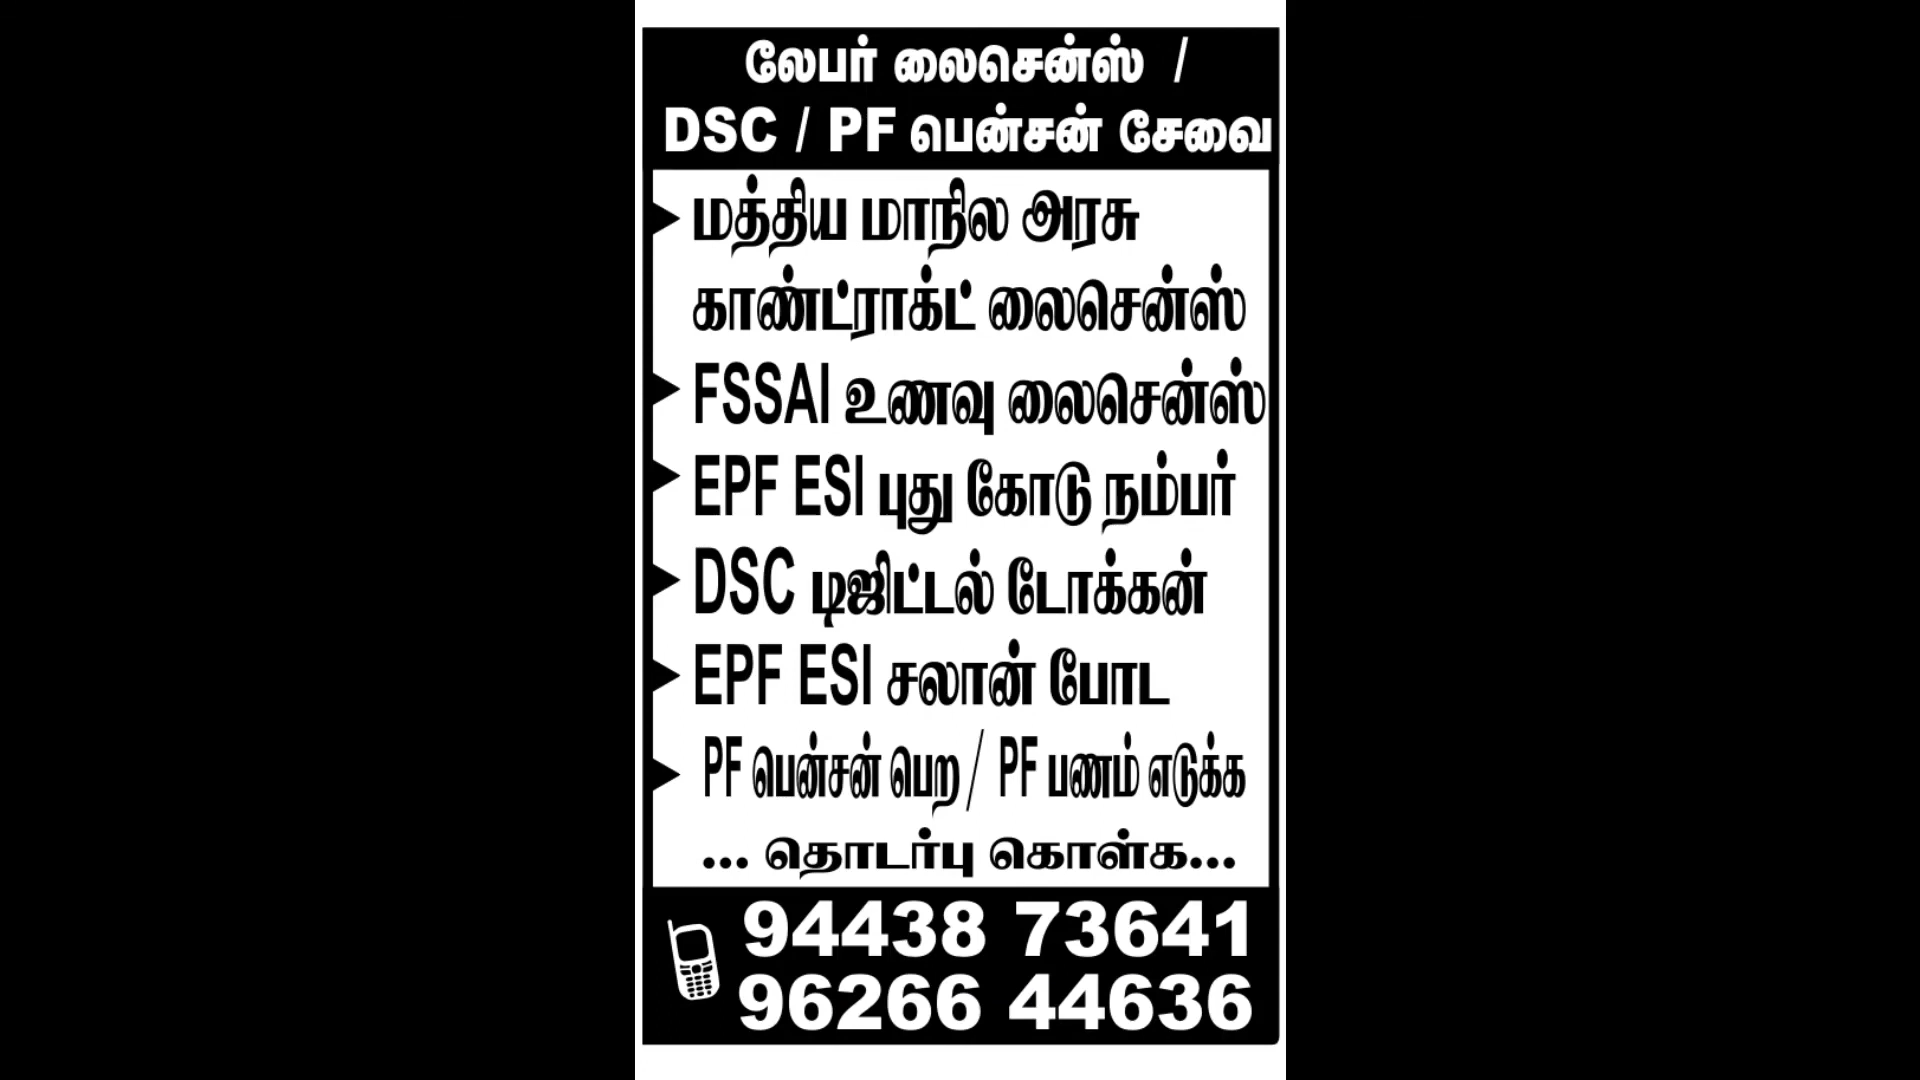 லேபர் லைசென்ஸ் /
DSC / PF பென்சன் சேவை
மத்திய மாநில அரசு
காண்ட்ராக்ட் லைசென்ஸ்
FSSAI உணவு லைசென்ஸ்
EPF ESI புது கோடு நம்பர்
DSC டிஜிட்டல் டோக்கன்
EPF ESI சலான் போட
PF பென்சன் பெற / PF பணம் எடுக்க
... தொடர்பு கொள்க...
94438 73641
96266 44636